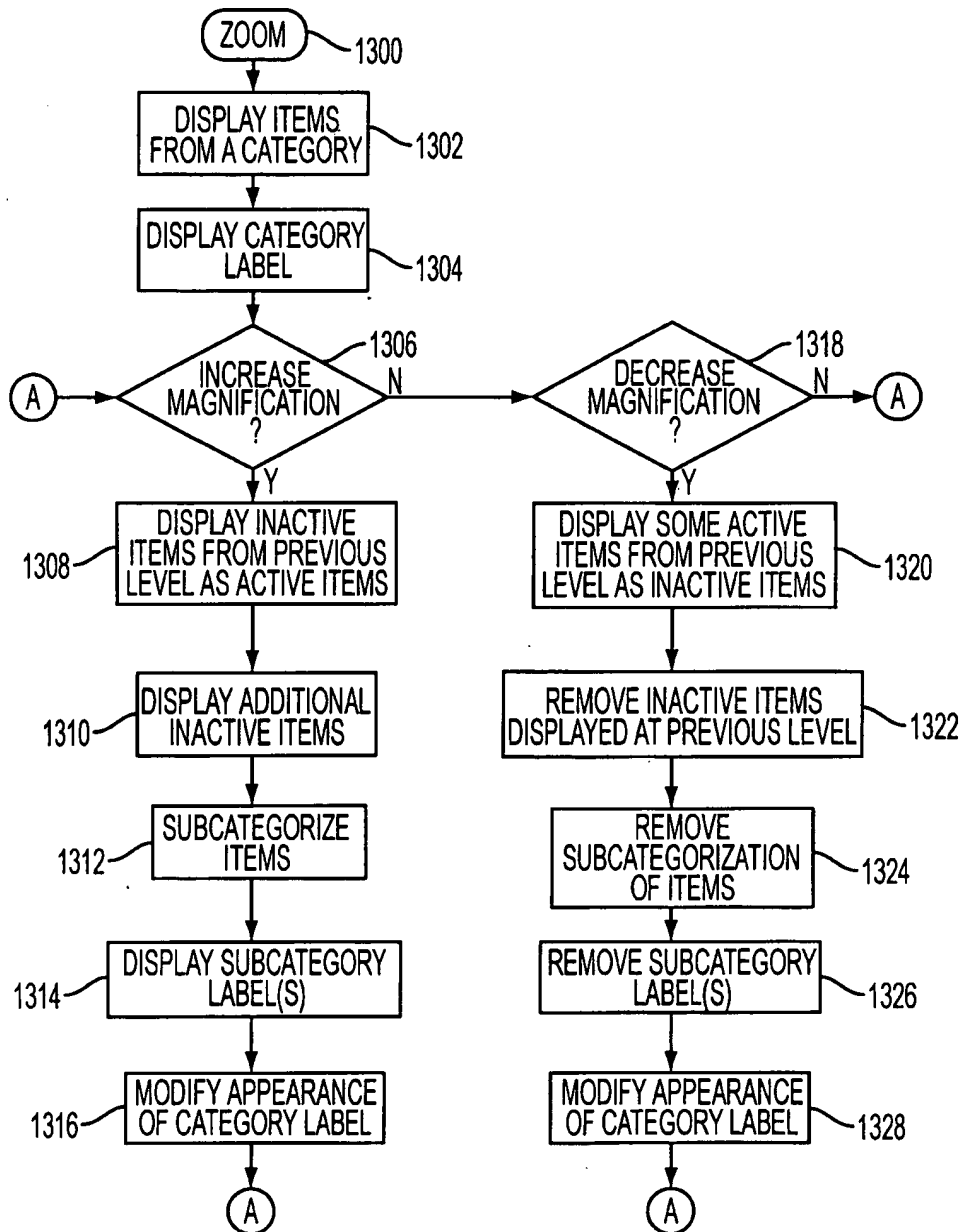 ZOOM
1300
DISPLAY ITEMS
FROM A CATEGORY
1302
DISPLAY CATEGORY
LABEL
1304
A
INCREASE
MAGNIFICATION
?
1306
N
Y
DECREASE
MAGNIFICATION
?
1318
N
A
Y
DISPLAY INACTIVE
ITEMS FROM PREVIOUS
LEVEL AS ACTIVE ITEMS
1308
DISPLAY SOME ACTIVE
ITEMS FROM PREVIOUS
LEVEL AS INACTIVE ITEMS
1320
DISPLAY ADDITIONAL
INACTIVE ITEMS
1310
REMOVE INACTIVE ITEMS
DISPLAYED AT PREVIOUS LEVEL
1322
SUBCATEGORIZE
ITEMS
1312
REMOVE
SUBCATEGORIZATION
OF ITEMS
1324
DISPLAY SUBCATEGORY
LABEL(S)
1314
REMOVE SUBCATEGORY
LABEL(S)
1326
MODIFY APPEARANCE
OF CATEGORY LABEL
1316
MODIFY APPEARANCE
OF CATEGORY LABEL
1328
A
A